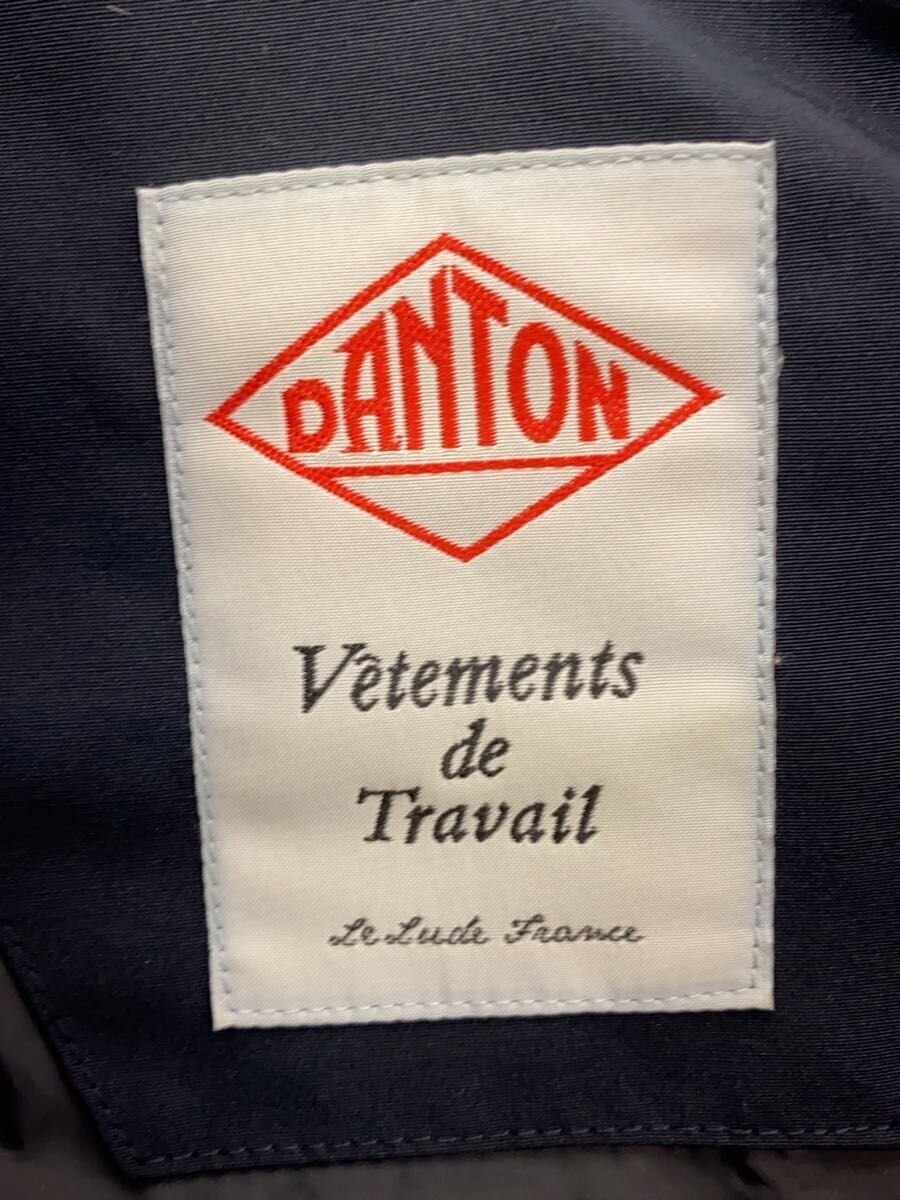 DANTON
Vêtements
de
Travail
Le Lude France